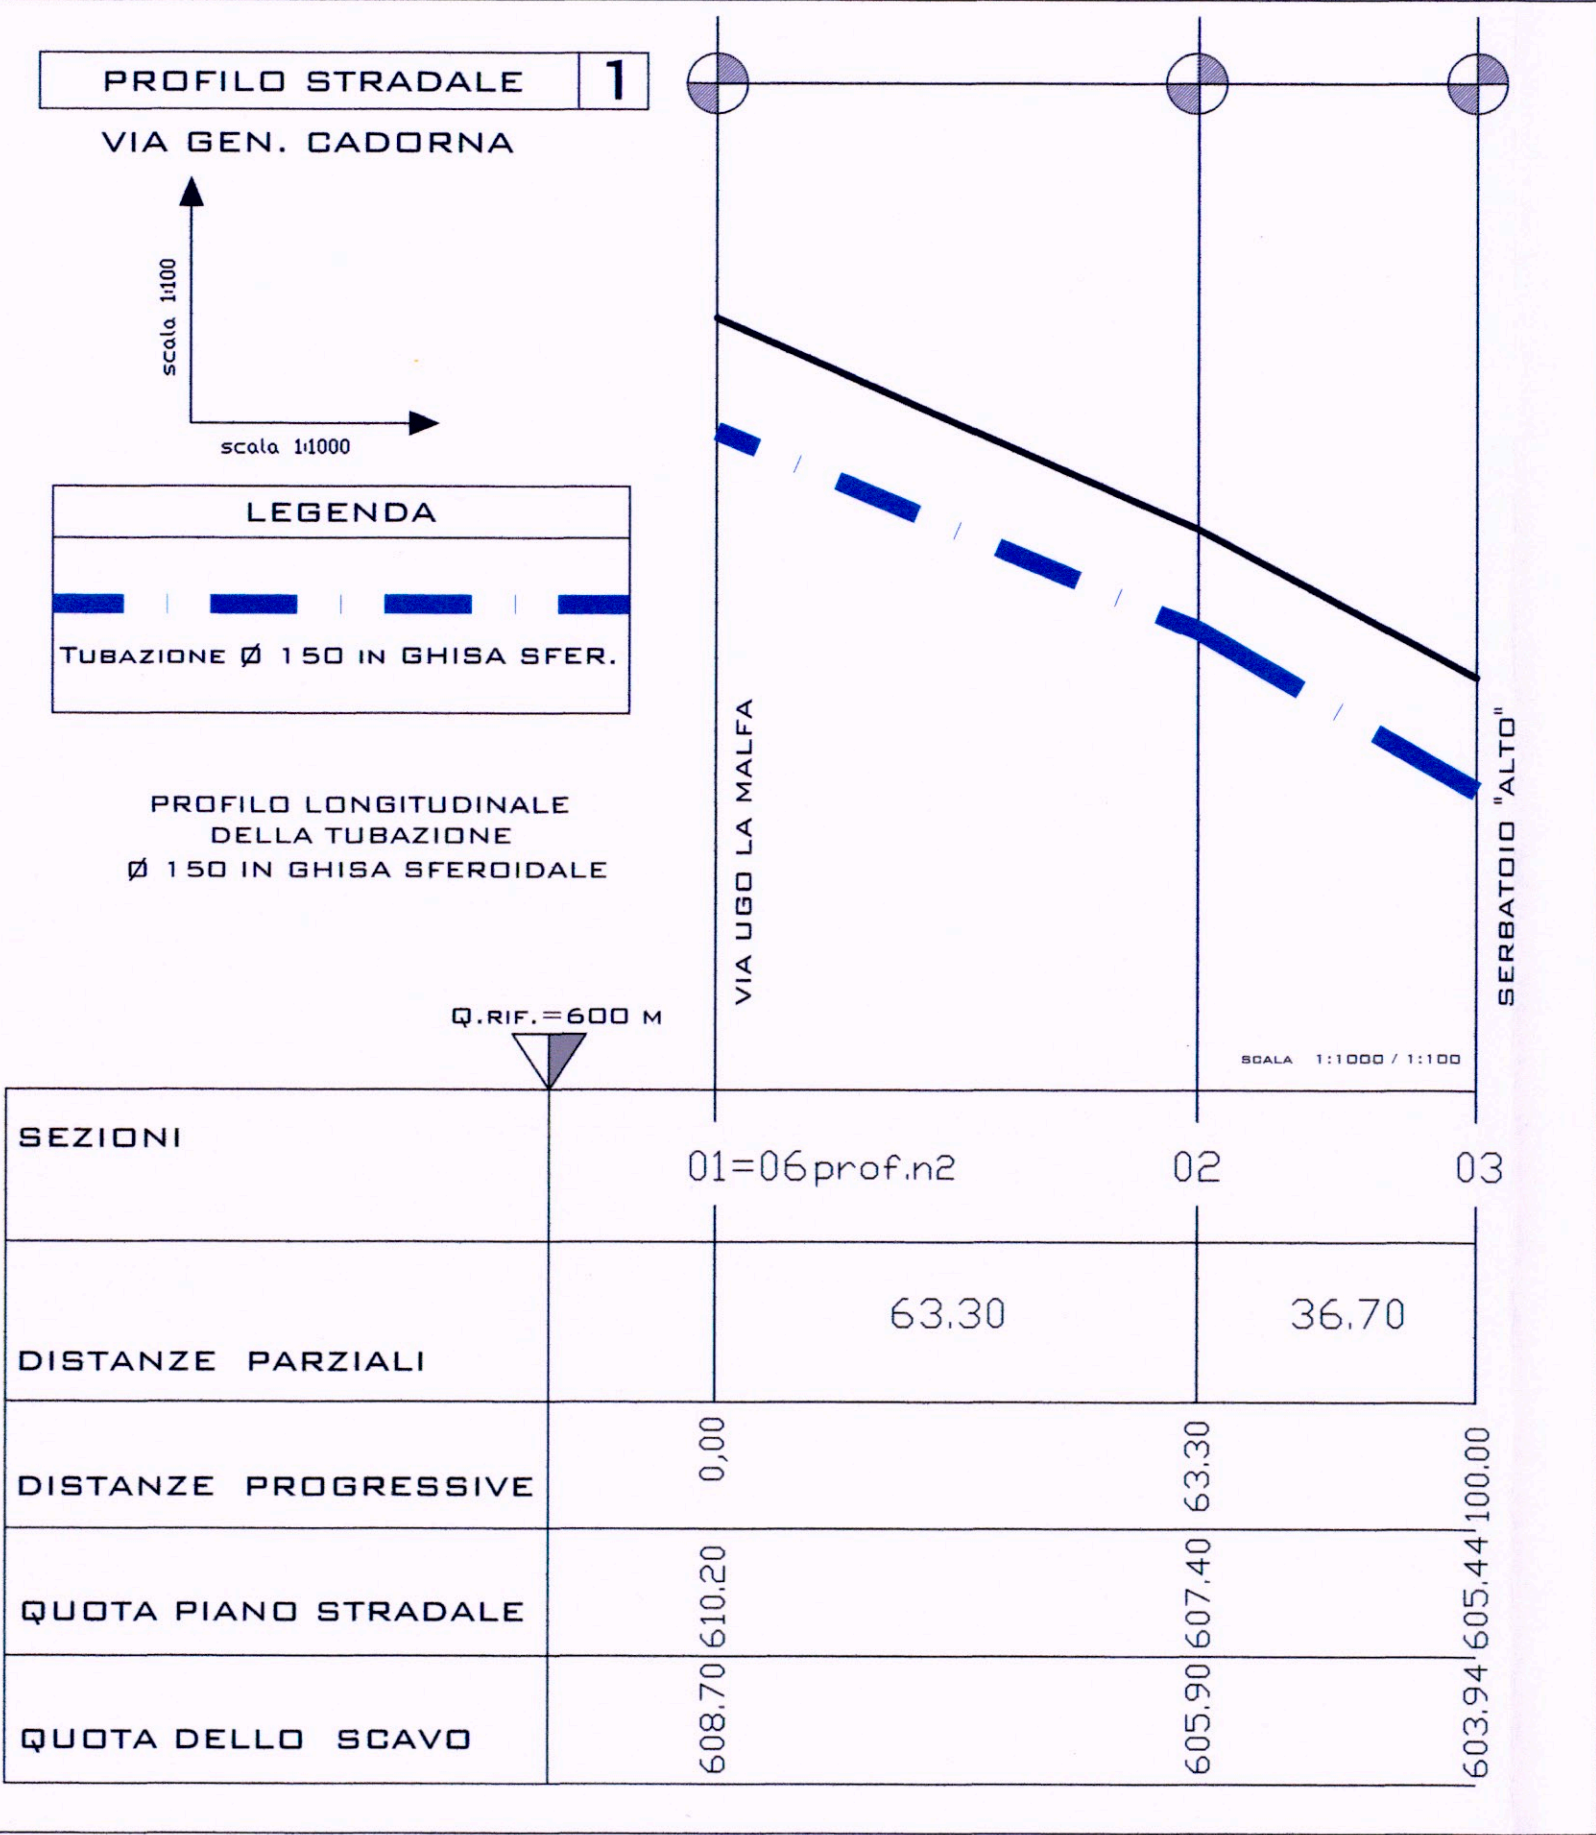 PROFILO STRADALE 1
VIA GEN. CADORNA
scala 1:100
scala 1:1000
LEGENDA
TUBAZIONE Ø 150 IN GHISA SFER.
PROFILO LONGITUDINALE
DELLA TUBAZIONE
Ø 150 IN GHISA SFEROIDALE
VIA UGO LA MALFA
SERBATOIO "ALTO"
Q.RIF.=600 M
SCALA 1:1000 / 1:100
SEZIONI 01=06prof.n2 02 03
DISTANZE PARZIALI 63.30 36.70
DISTANZE PROGRESSIVE 0,00 63.30 100.00
QUOTA PIANO STRADALE 610.20 607.40 605.44
QUOTA DELLO SCAVO 608.70 605.90 603.94